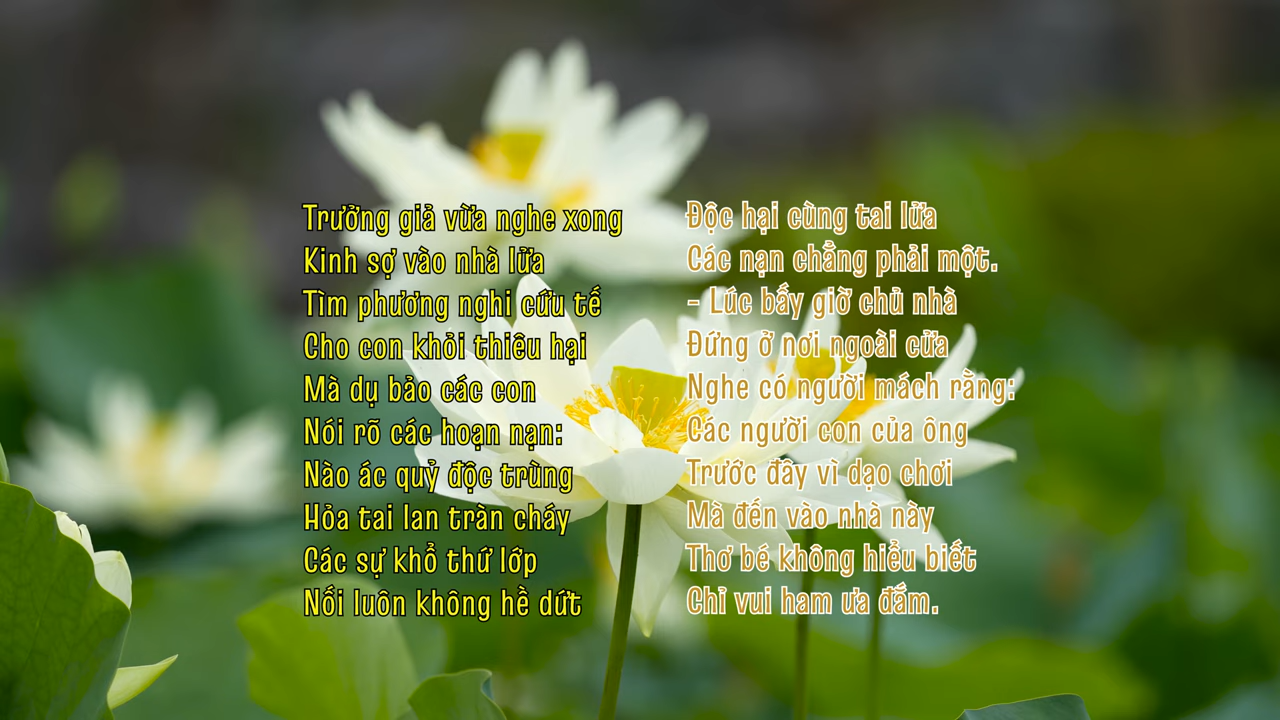 Trưởng giả vừa nghe xong
Kinh sợ vào nhà lửa
Tìm phương nghi cứu tế
Cho con khỏi thiêu hại
Mà dụ bảo các con
Nói rõ các hoạn nạn:
Nào ác quỷ độc trùng
Hỏa tai lan tràn cháy
Các sự khổ thứ lớp
Nối luôn không hề dứt
Độc hại cùng tai lửa
Các nạn chẳng phải một.
- Lúc bấy giờ chủ nhà
Đứng ở nơi ngoài cửa
Nghe có người mách rằng:
Các người con của ông
Trước đây vì dạo chơi
Mà đến vào nhà này
Thơ bé không hiểu biết
Chỉ vui ham ưa đắm.